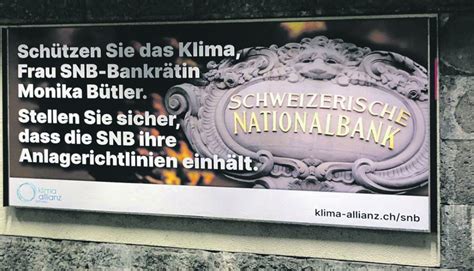 Schützen Sie das Klima,
Frau SNB-Bankrätin
Monika Bütler.
Stellen Sie sicher,
dass die SNB ihre
Anlagerichtlinien einhält.
SCHWEIZERISCHE
NATIONALBANK
klima
allianz
klima-allianz.ch/snb